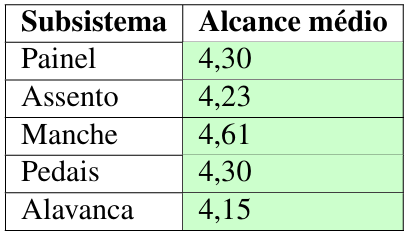 Subsistema Alcance médio
Painel 4,30
Assento 4,23
Manche 4,61
Pedais 4,30
Alavanca 4,15